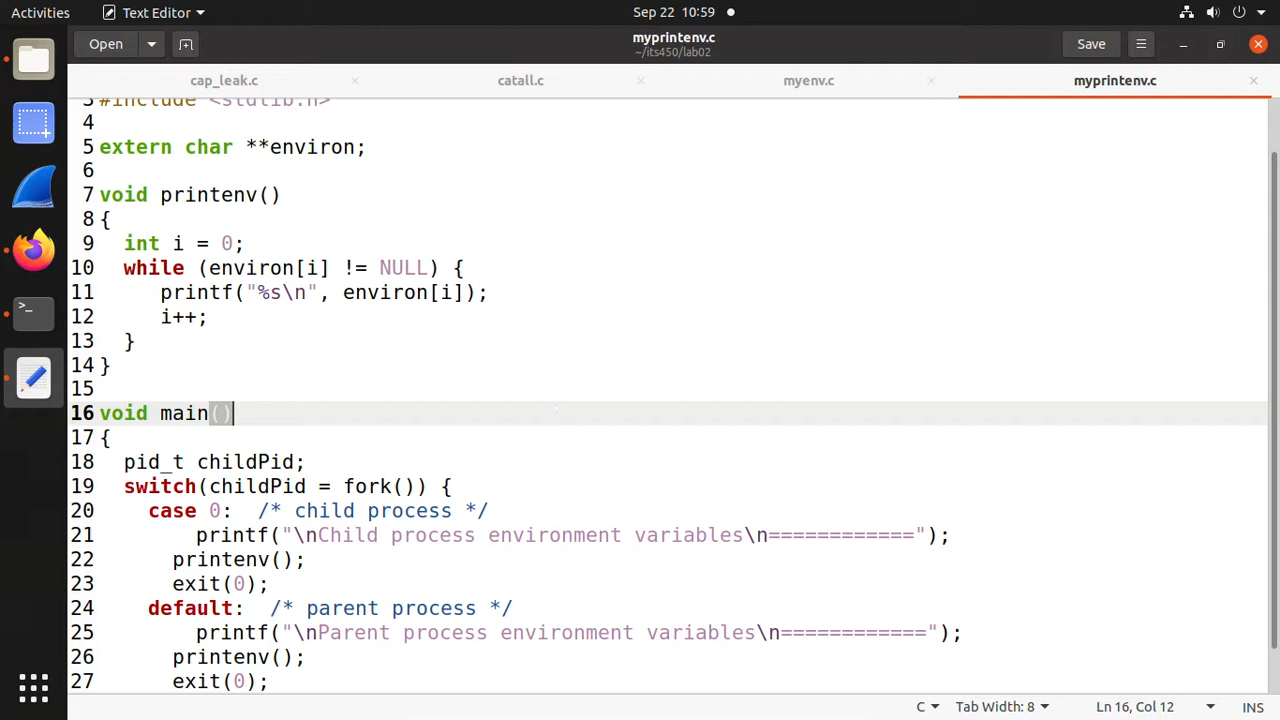 Activities Text Editor Sep 22 10:59
Open myprintenv.c Save
~/its450/lab02
cap_leak.c catall.c myenv.c myprintenv.c
3 #include <stdlib.h>
4
5 extern char **environ;
6
7 void printenv()
8 {
9 int i = 0;
10 while (environ[i] != NULL) {
11 printf("%s\n", environ[i]);
12 i++;
13 }
14 }
15
16 void main()
17 {
18 pid_t childPid;
19 switch(childPid = fork()) {
20 case 0: /* child process */
21 printf("\nChild process environment variables\n============");
22 printenv();
23 exit(0);
24 default: /* parent process */
25 printf("\nParent process environment variables\n============");
26 printenv();
27 exit(0);
C Tab Width: 8 Ln 16, Col 12 INS